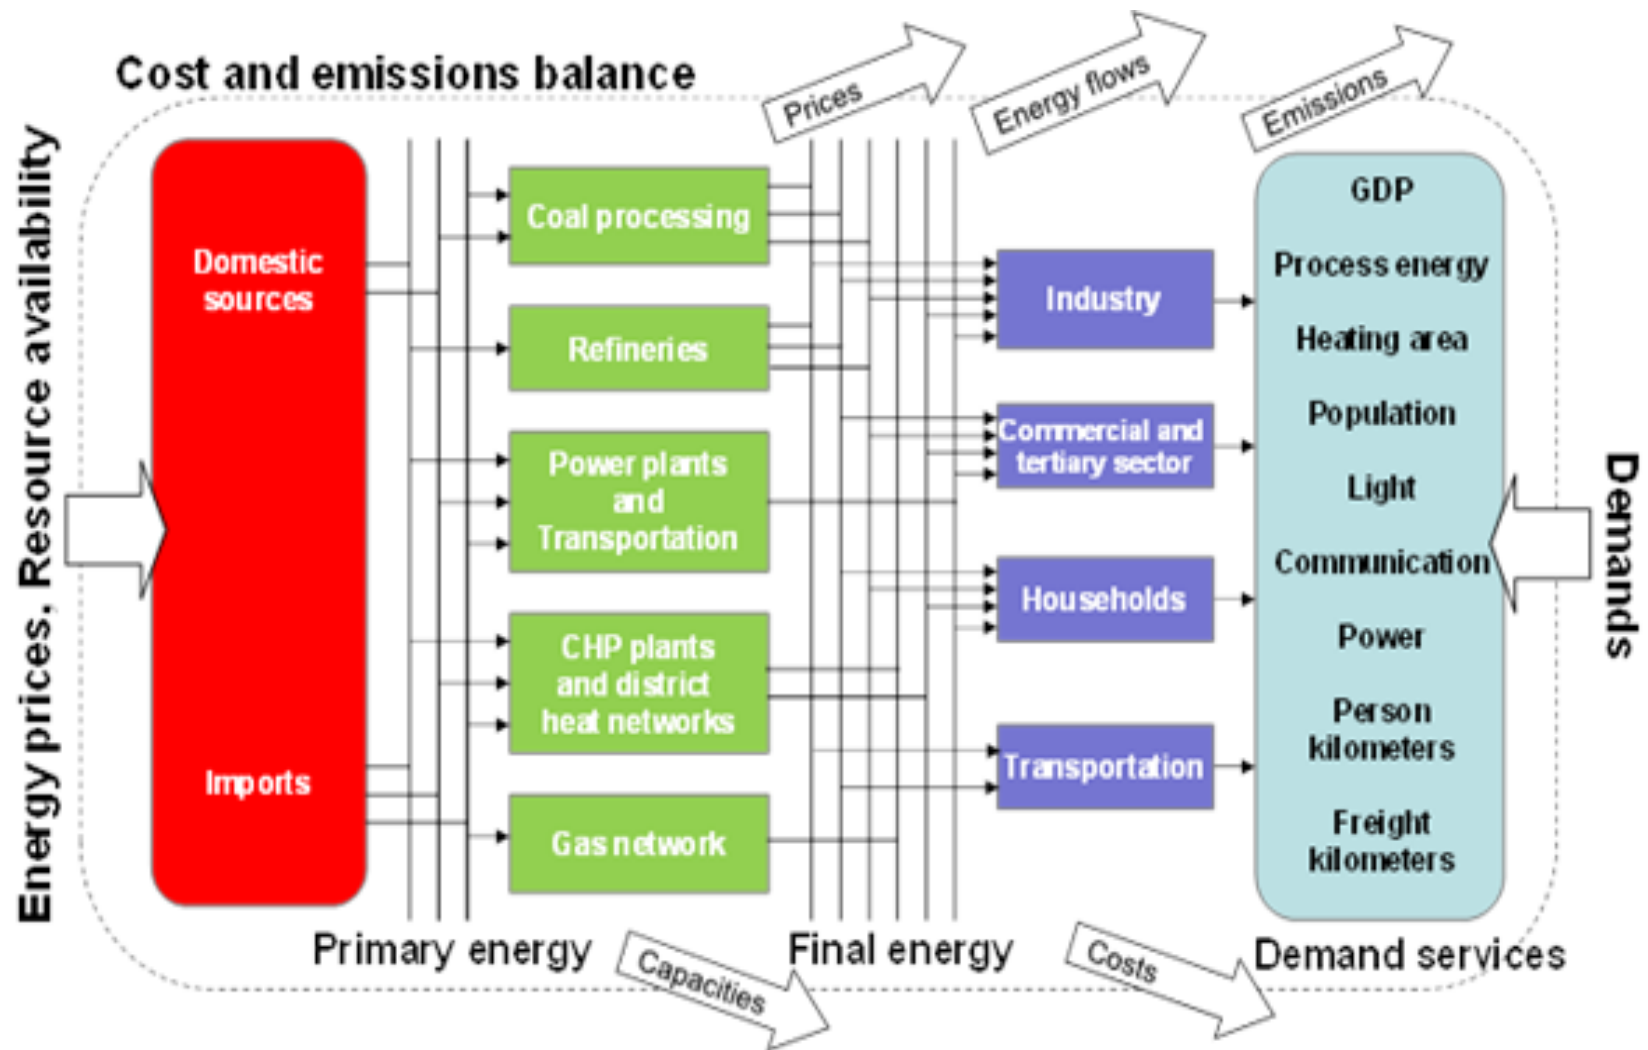 Cost and emissions balance
Prices
Energy flows
Emissions
Energy prices, Resource availability
Domestic
sources
Imports
Coal processing
Refineries
Power plants
and
Transportation
CHP plants
and district
heat networks
Gas network
Industry
Commercial and
tertiary sector
Households
Transportation
GDP
Process energy
Heating area
Population
Light
Communication
Power
Person
kilometers
Freight
kilometers
Demands
Primary energy
Final energy
Demand services
Capacities
Costs